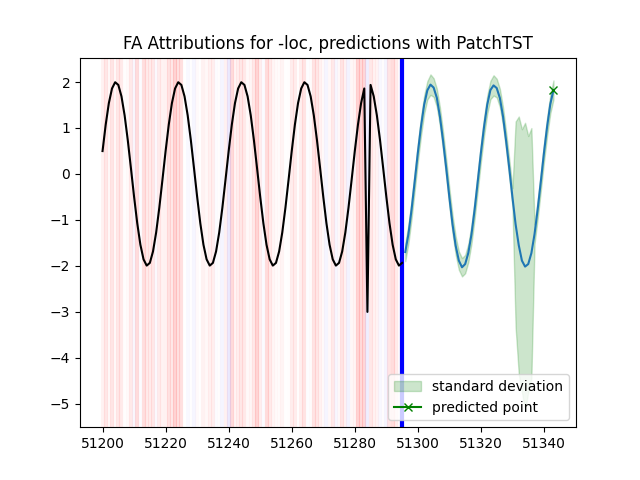 FA Attributions for -loc, predictions with PatchTST
2
1
0
−1
−2
−3
−4
−5
standard deviation
predicted point
51200 51220 51240 51260 51280 51300 51320 51340